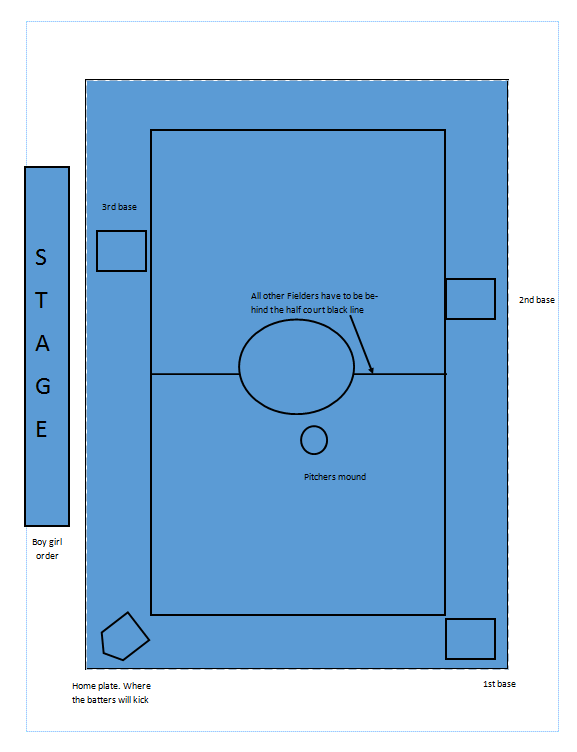 3rd base
S
T
A
G
E
All other Fielders have to be be-
hind the half court black line
2nd base
Pitchers mound
Boy girl
order
Home plate. Where
the batters will kick
1st base